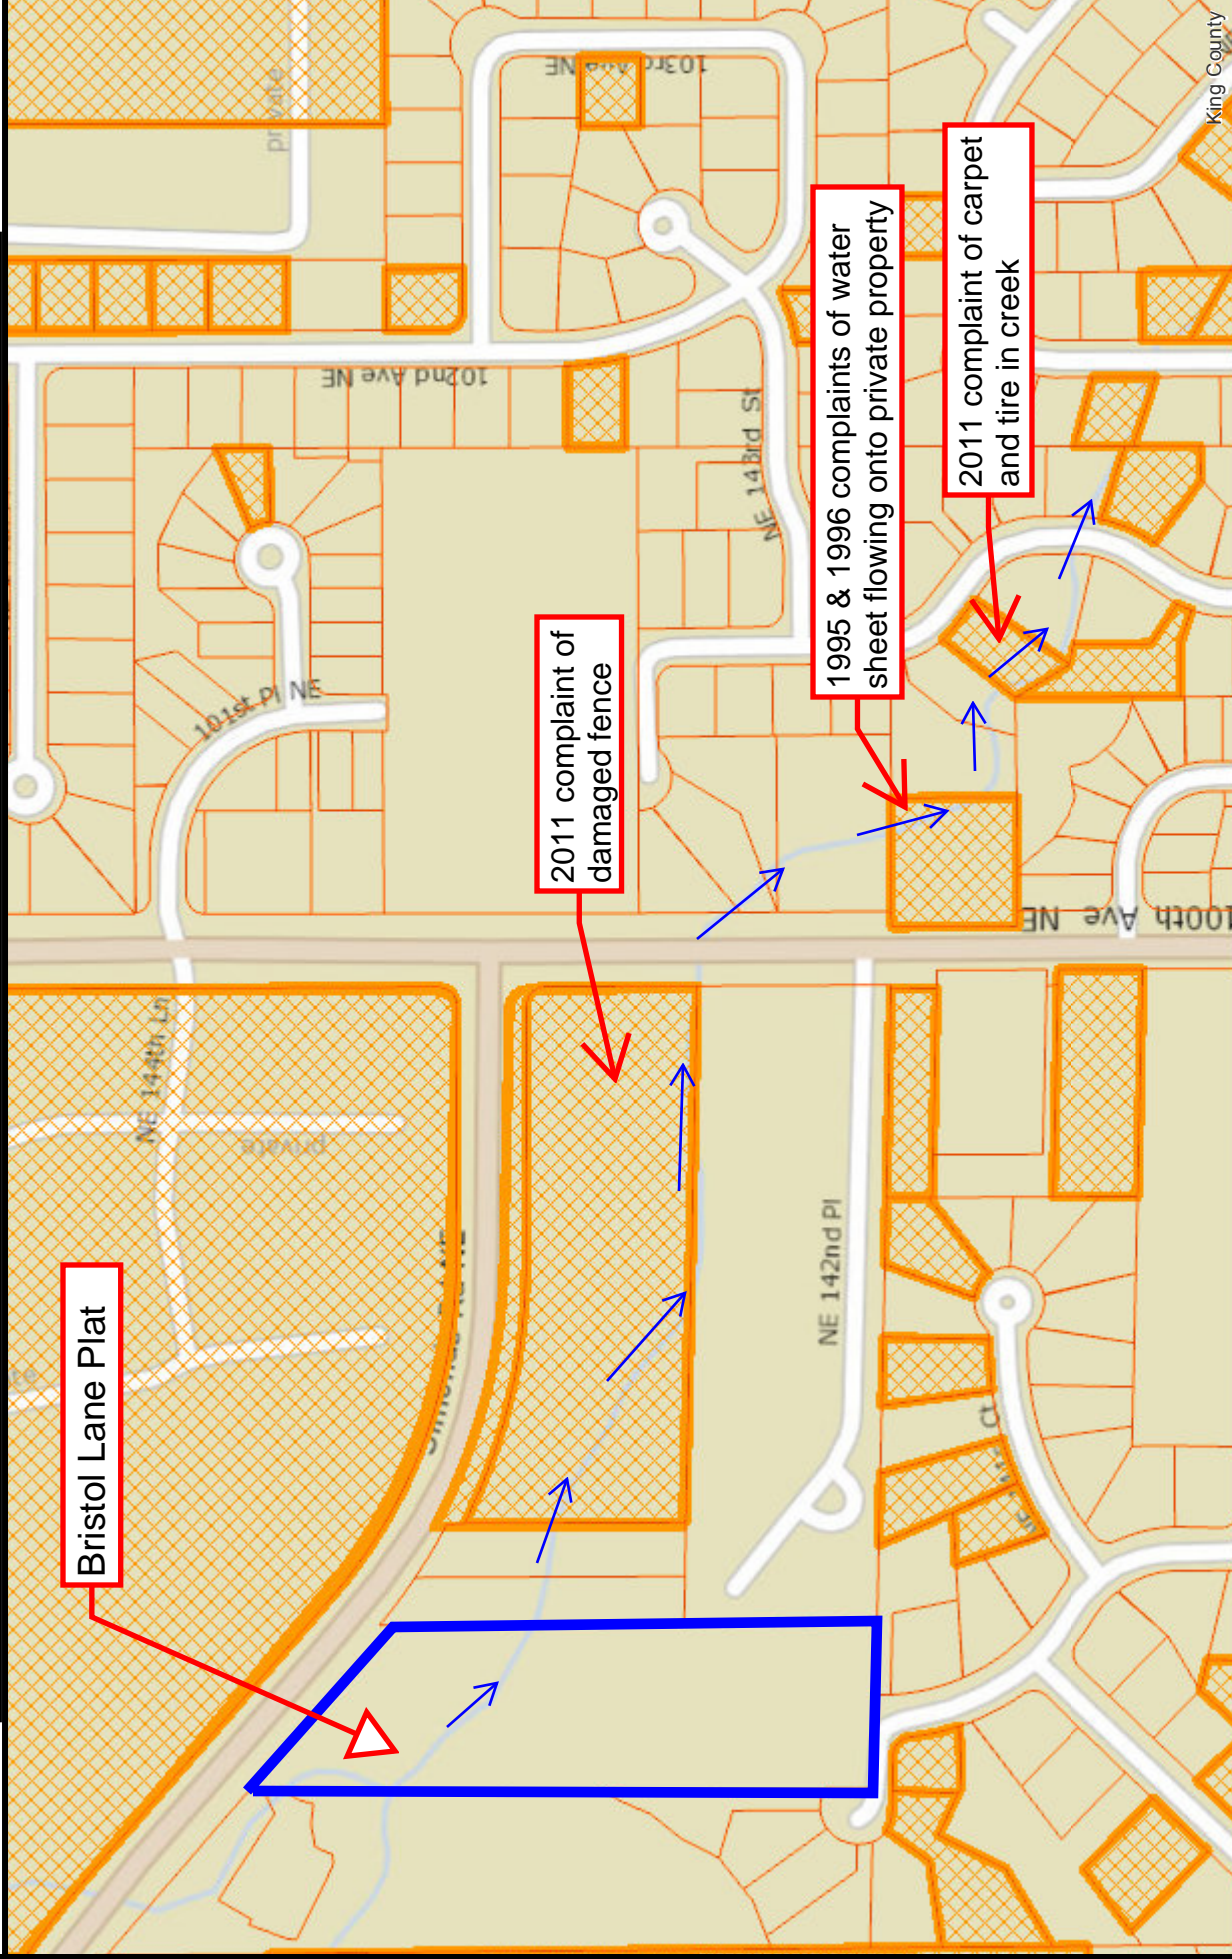 Bristol Lane Plat
2011 complaint of
damaged fence
1995 & 1996 complaints of water
sheet flowing onto private property
2011 complaint of carpet
and tire in creek
NE 144th Ln
private
private
101st Pl NE
102nd Ave NE
103rd Ave NE
NE 143rd St
100th Ave NE
NE 142nd Pl
Ct
King County